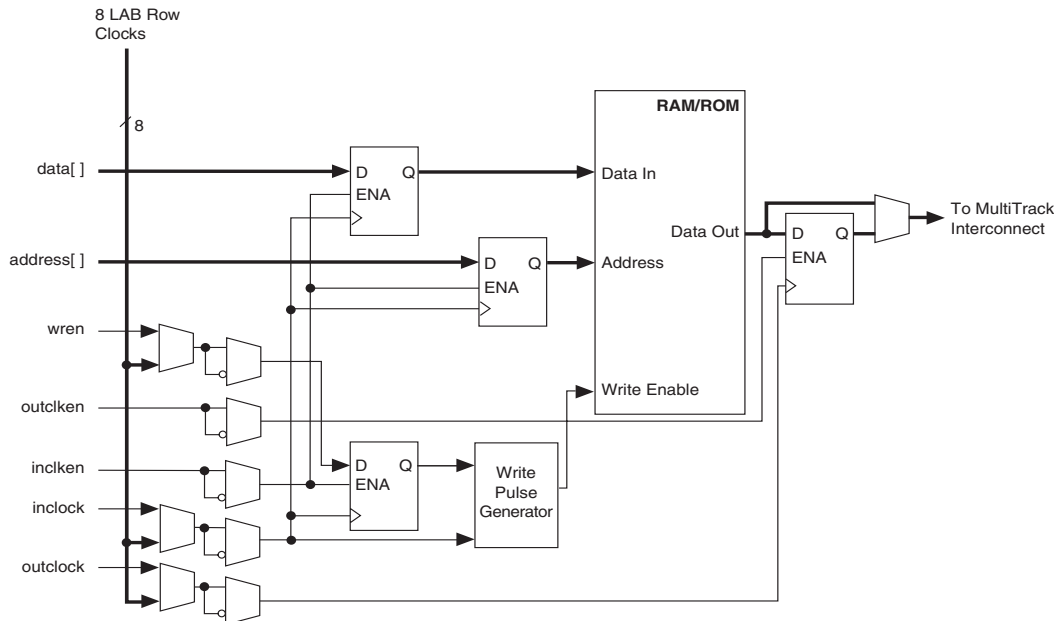 8 LAB Row
Clocks
8
RAM/ROM
data[ ]
D Q
ENA
Data In
Data Out
D Q
ENA
To MultiTrack
Interconnect
address[ ]
D Q
ENA
Address
wren
Write Enable
outclken
inclken
D Q
ENA
Write
Pulse
Generator
inclock
outclock